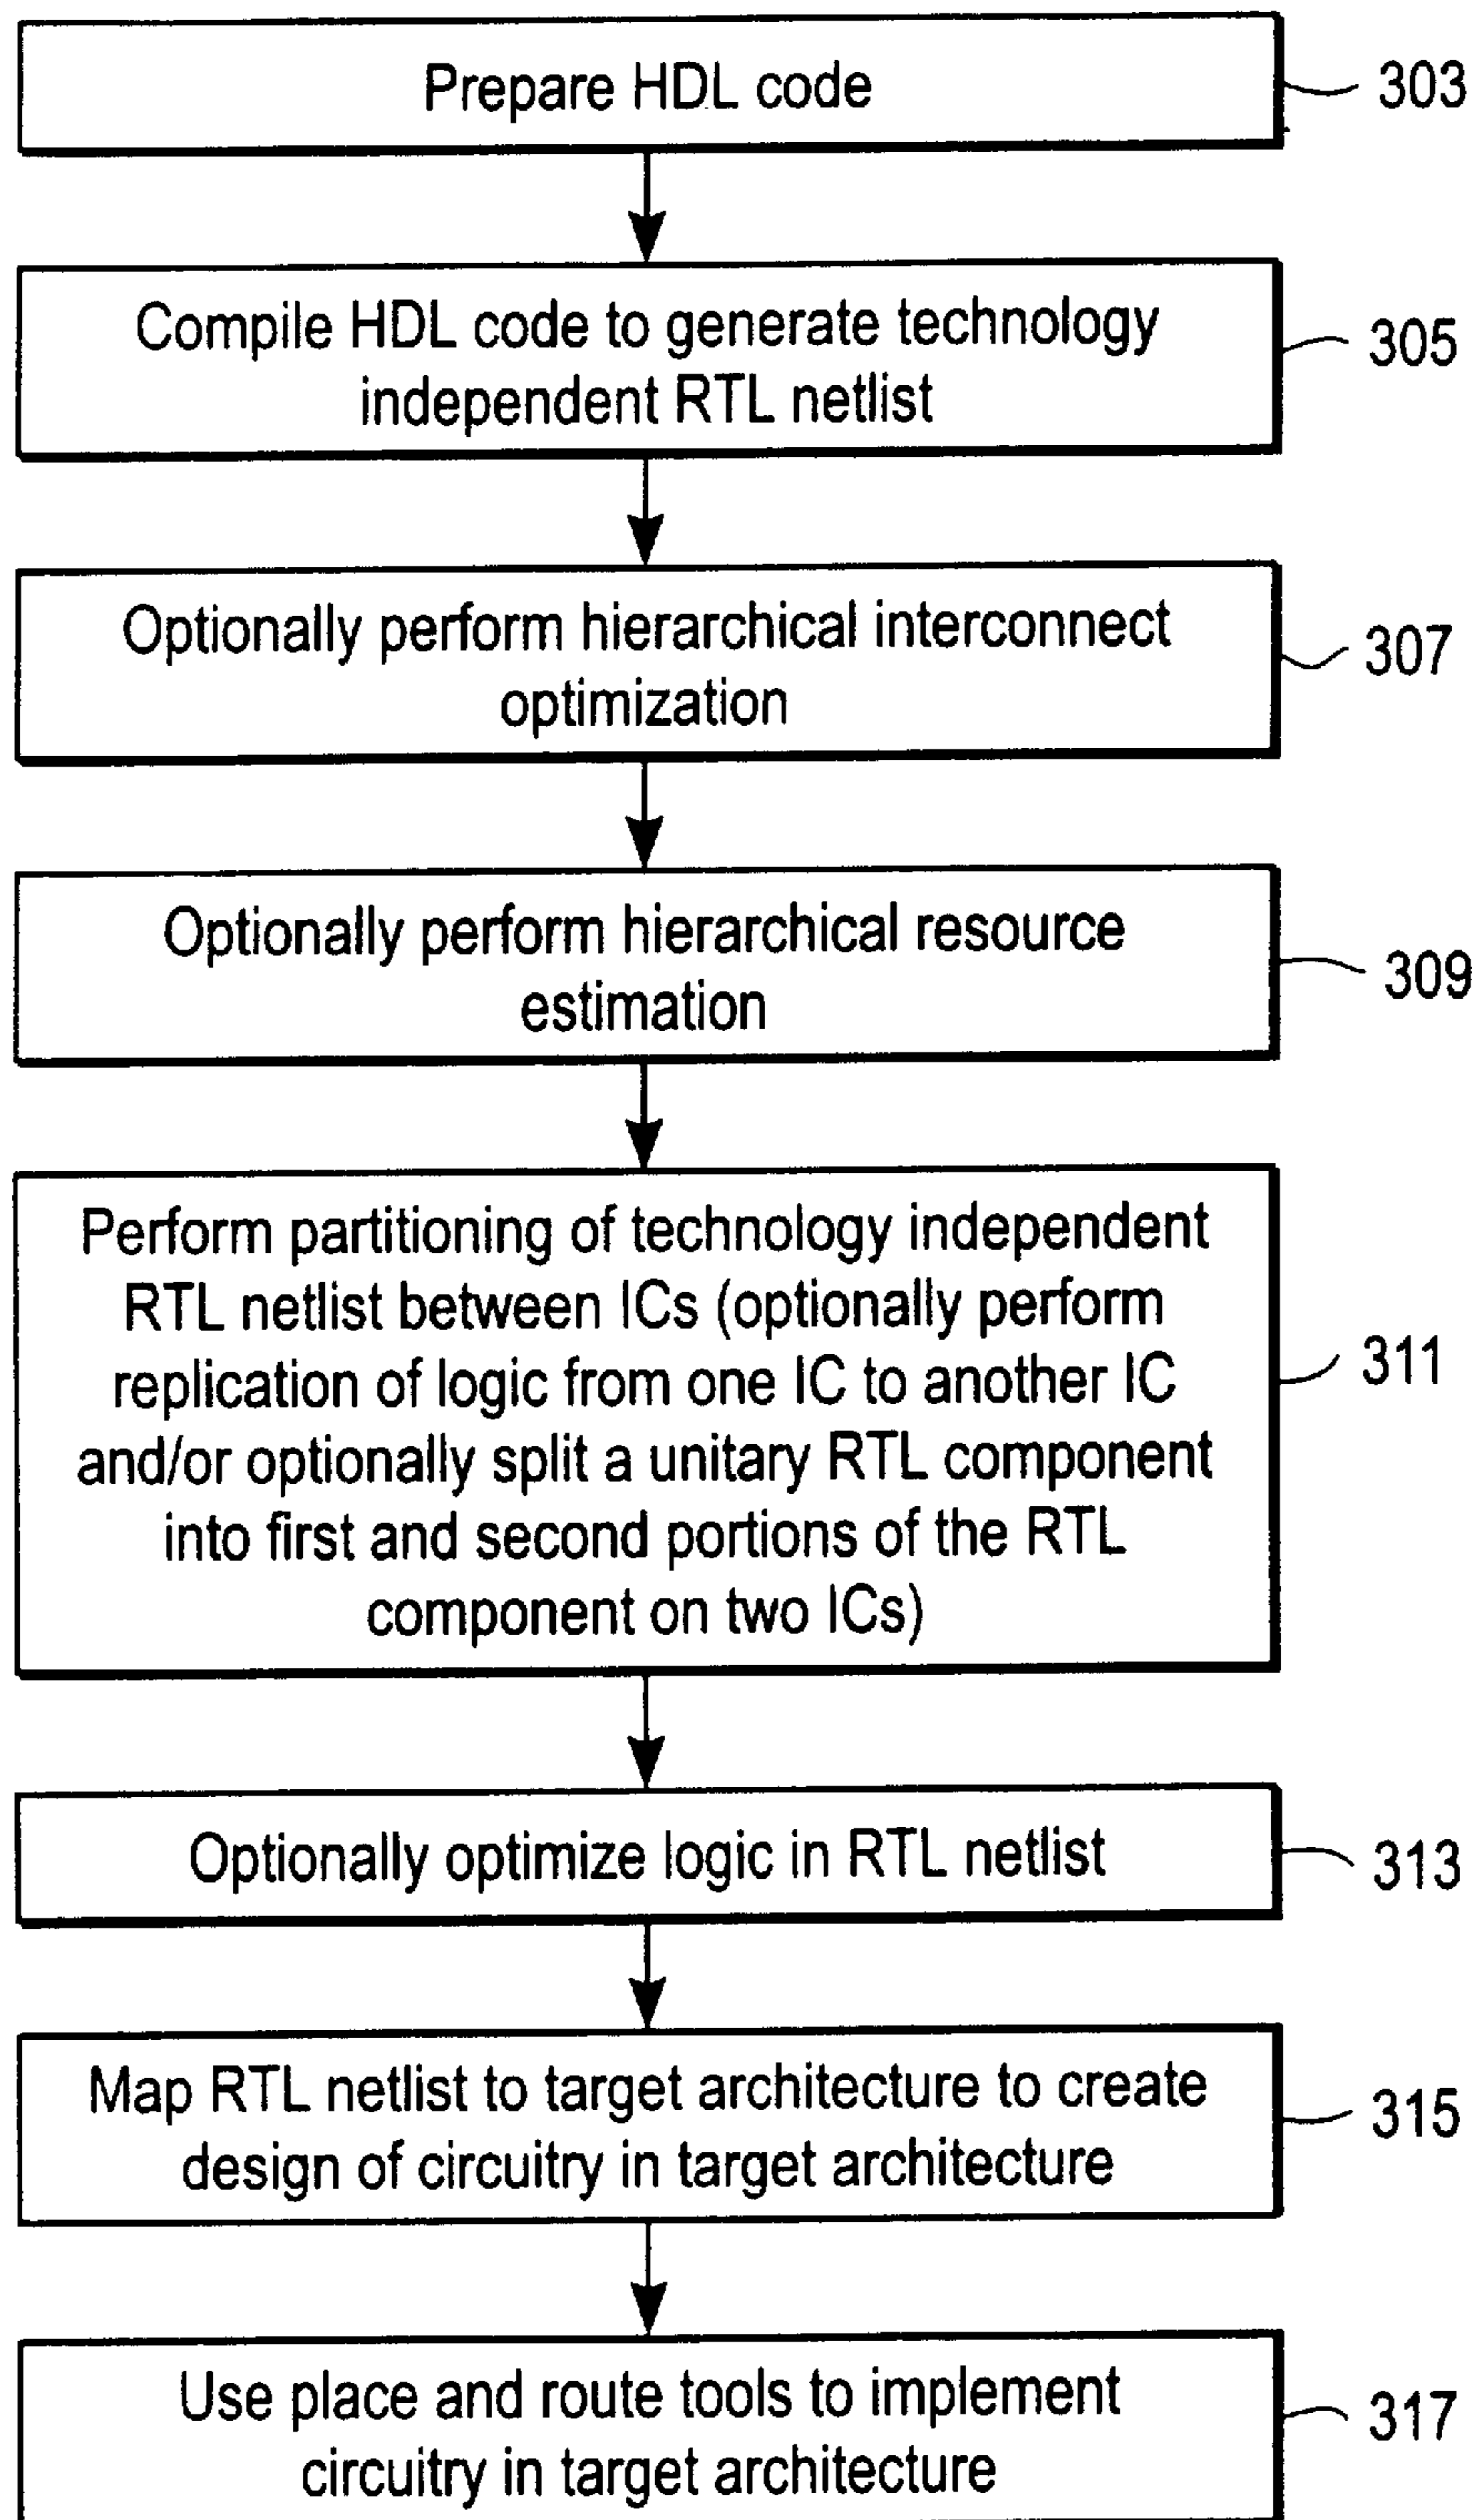 Prepare HDL code
303
Compile HDL code to generate technology
independent RTL netlist
305
Optionally perform hierarchical interconnect
optimization
307
Optionally perform hierarchical resource
estimation
309
Perform partitioning of technology independent
RTL netlist between ICs (optionally perform
replication of logic from one IC to another IC
and/or optionally split a unitary RTL component
into first and second portions of the RTL
component on two ICs)
311
Optionally optimize logic in RTL netlist
313
Map RTL netlist to target architecture to create
design of circuitry in target architecture
315
Use place and route tools to implement
circuitry in target architecture
317